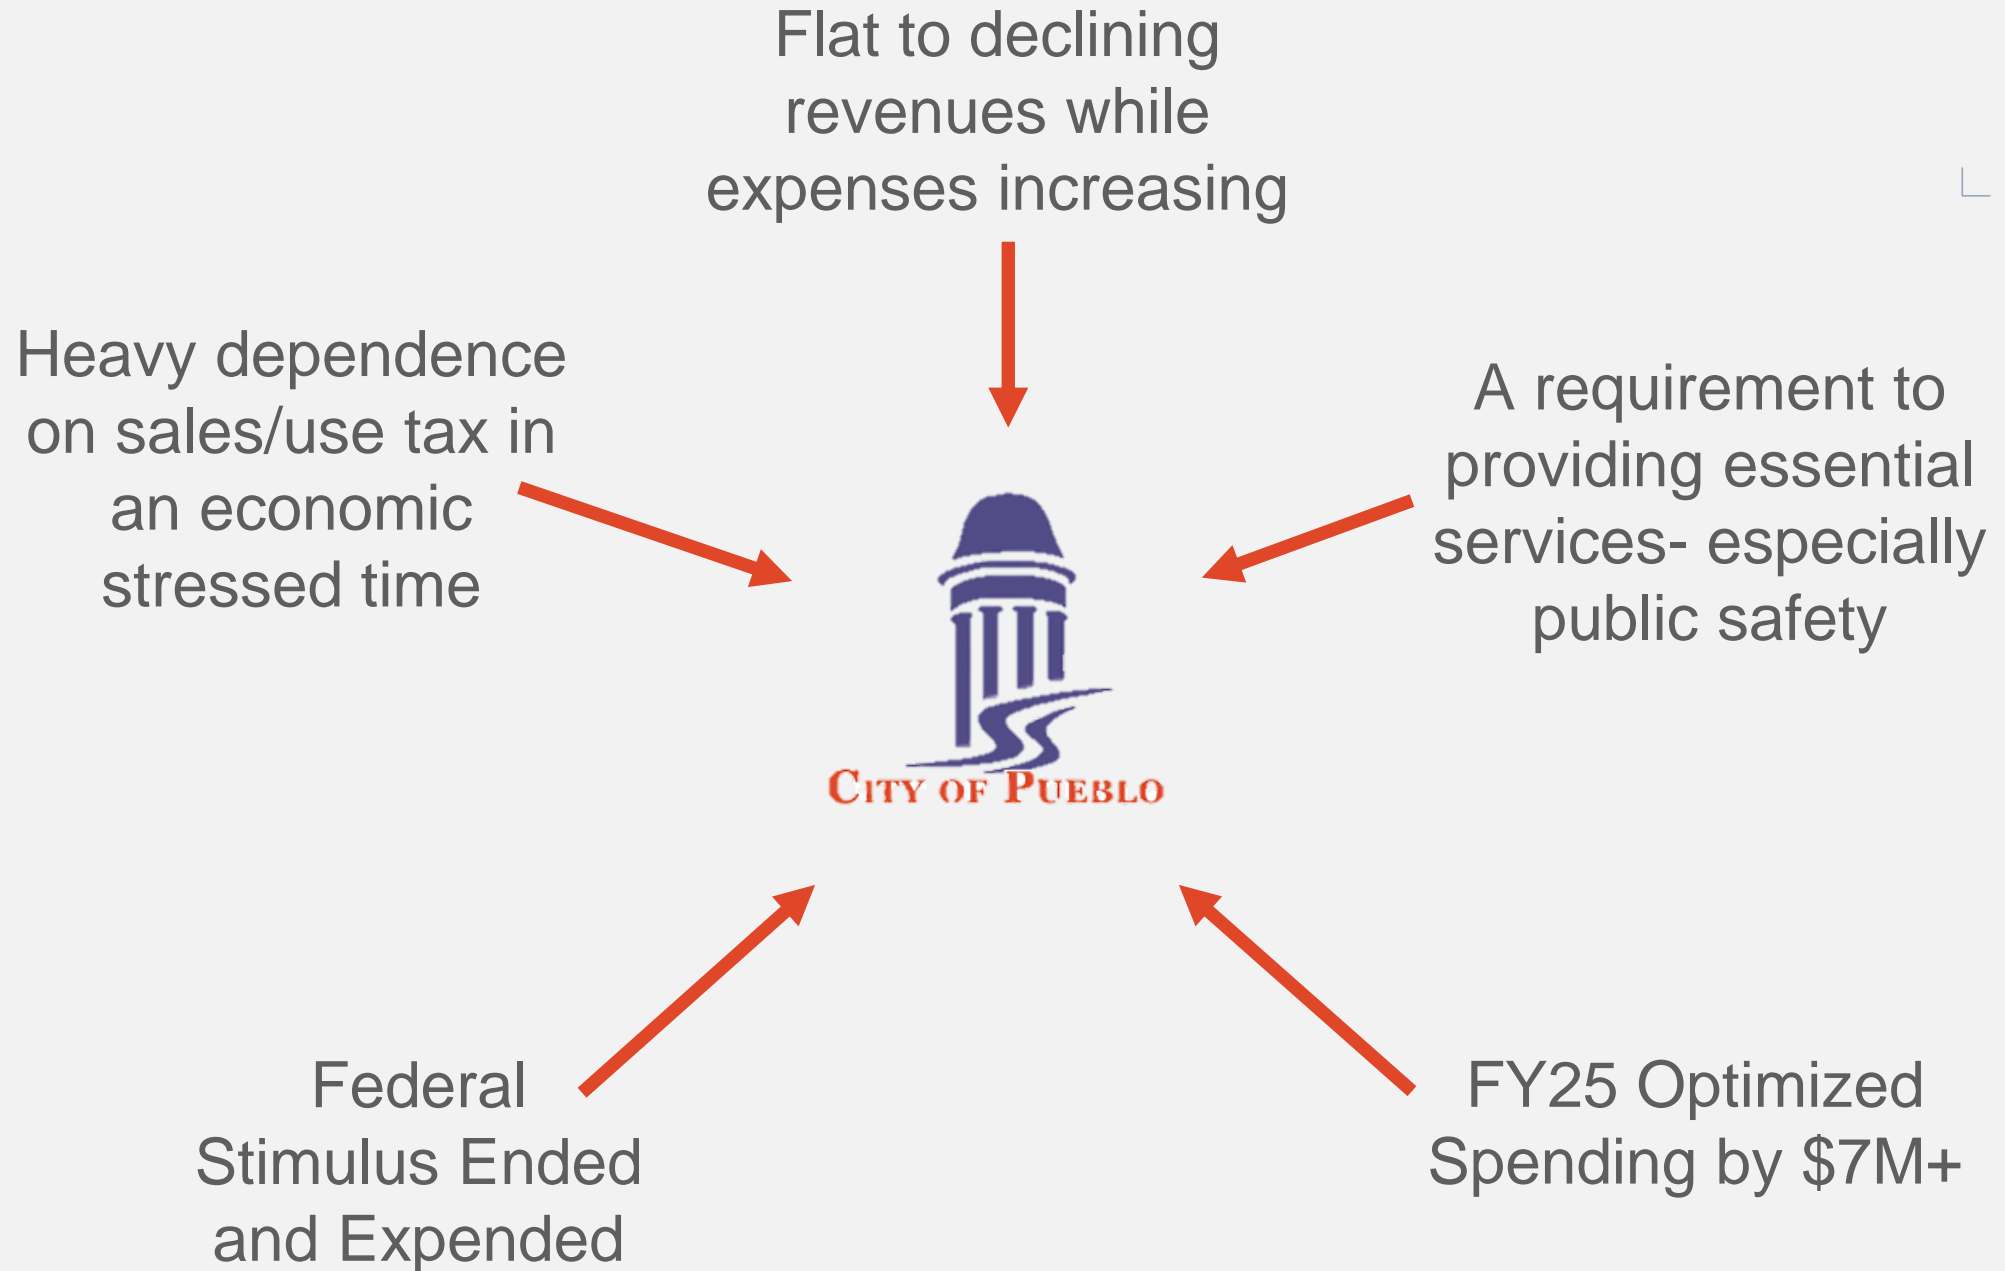 Flat to declining
revenues while
expenses increasing
Heavy dependence
on sales/use tax in
an economic
stressed time
A requirement to
providing essential
services- especially
public safety
CITY OF PUEBLO
Federal
Stimulus Ended
and Expended
FY25 Optimized
Spending by $7M+